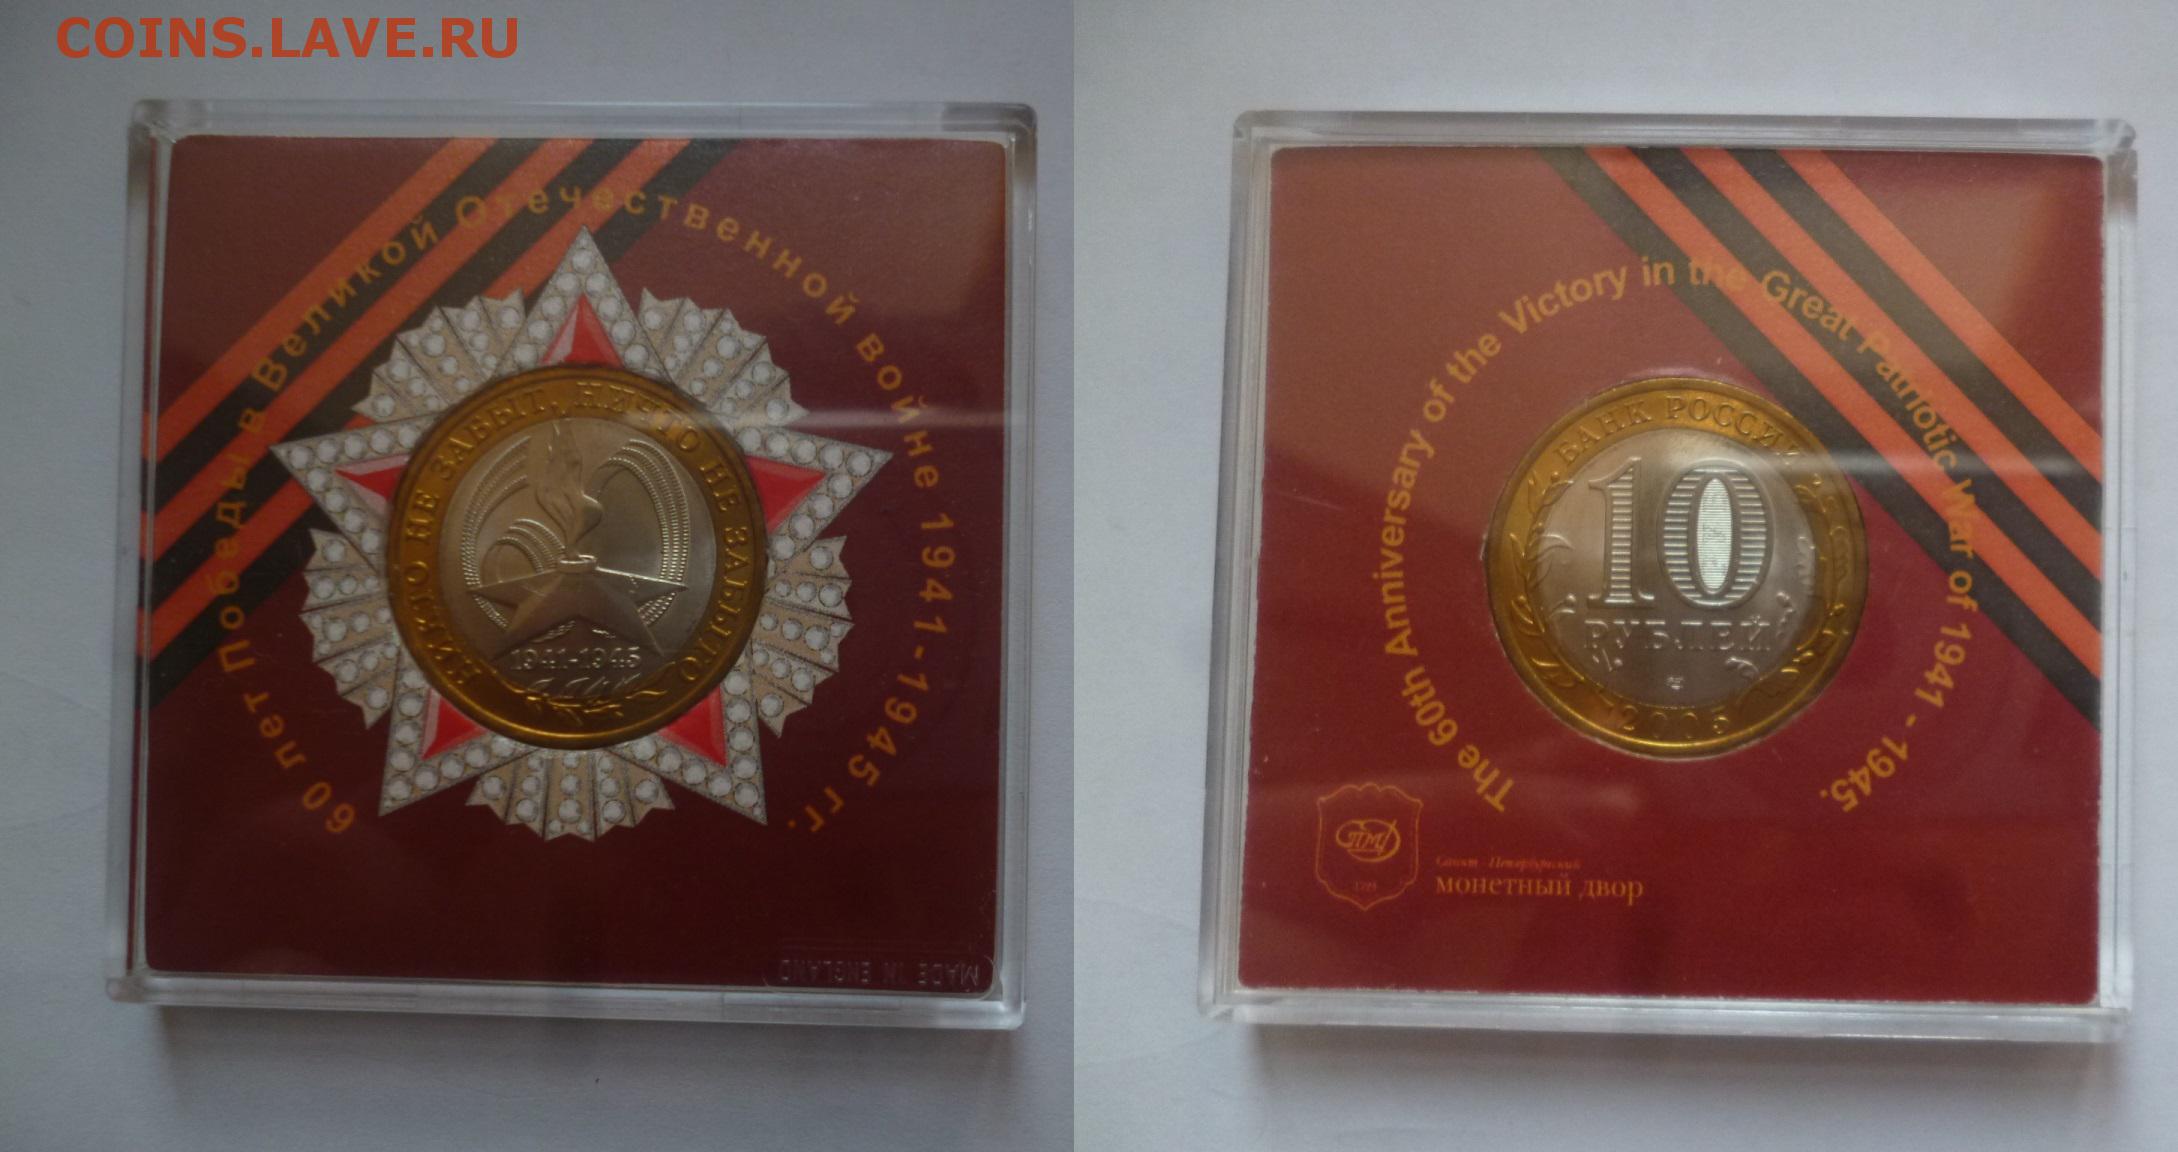 COINS.LAVE.RU
60 лет Победы в Великой Отечественной войне 1941-1945 гг.
НИКТО НЕ ЗАБЫТ, НИЧТО НЕ ЗАБЫТО
1941-1945
MADE IN ENGLAND
The 60th Anniversary of the Victory in the Great Patriotic War of 1941 - 1945.
БАНК РОССИИ
10
РУБЛЕЙ
2005
СПМД
Санкт-Петербургский
монетный двор